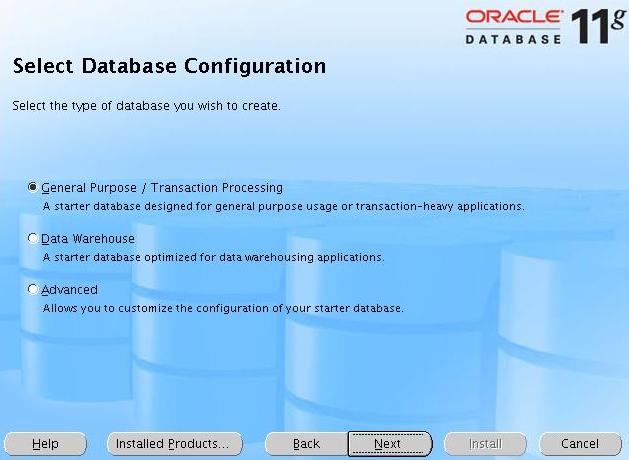 ORACLE
DATABASE 11g
Select Database Configuration
Select the type of database you wish to create.
General Purpose / Transaction Processing
A starter database designed for general purpose usage or transaction-heavy applications.
Data Warehouse
A starter database optimized for data warehousing applications.
Advanced
Allows you to customize the configuration of your starter database.
Help Installed Products... Back Next Install Cancel